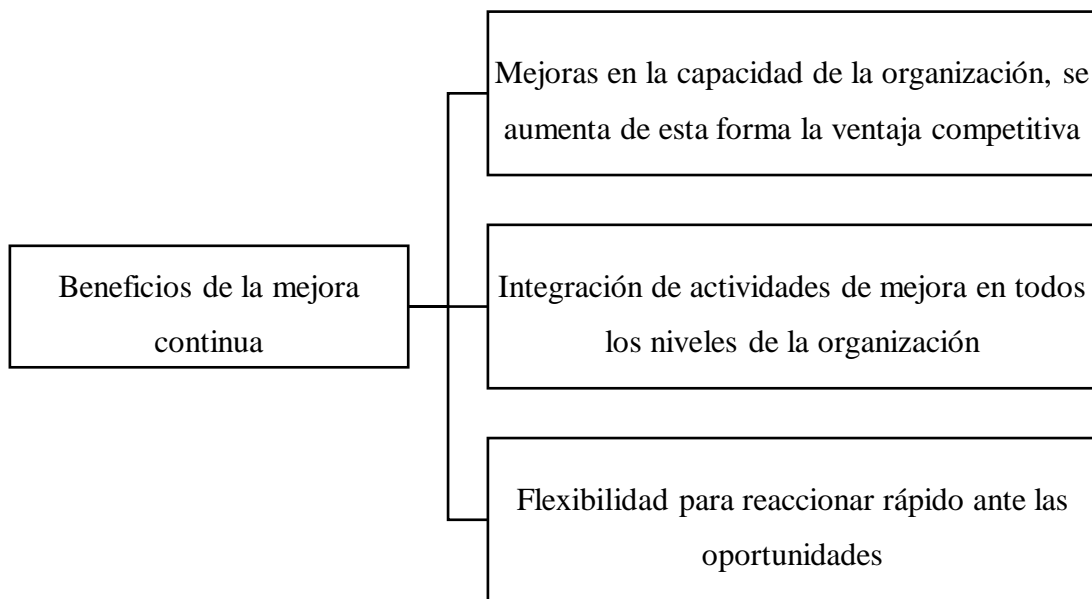 Beneficios de la mejora
continua
Mejoras en la capacidad de la organización, se
aumenta de esta forma la ventaja competitiva
Integración de actividades de mejora en todos
los niveles de la organización
Flexibilidad para reaccionar rápido ante las
oportunidades